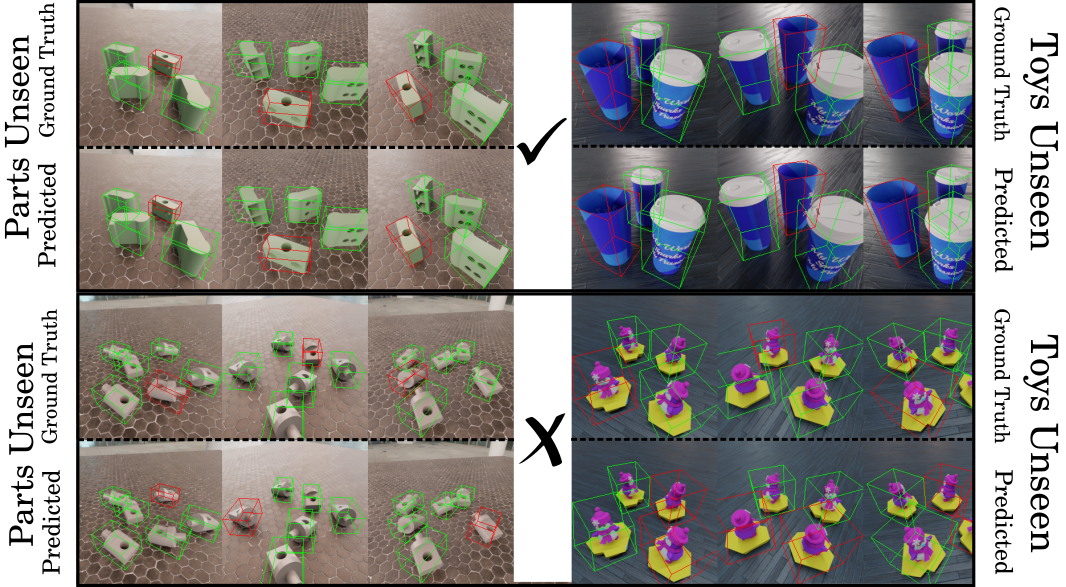 Parts Unseen
Ground Truth
Predicted
Toys Unseen
Ground Truth
Predicted
Parts Unseen
Ground Truth
Predicted
Toys Unseen
Ground Truth
Predicted